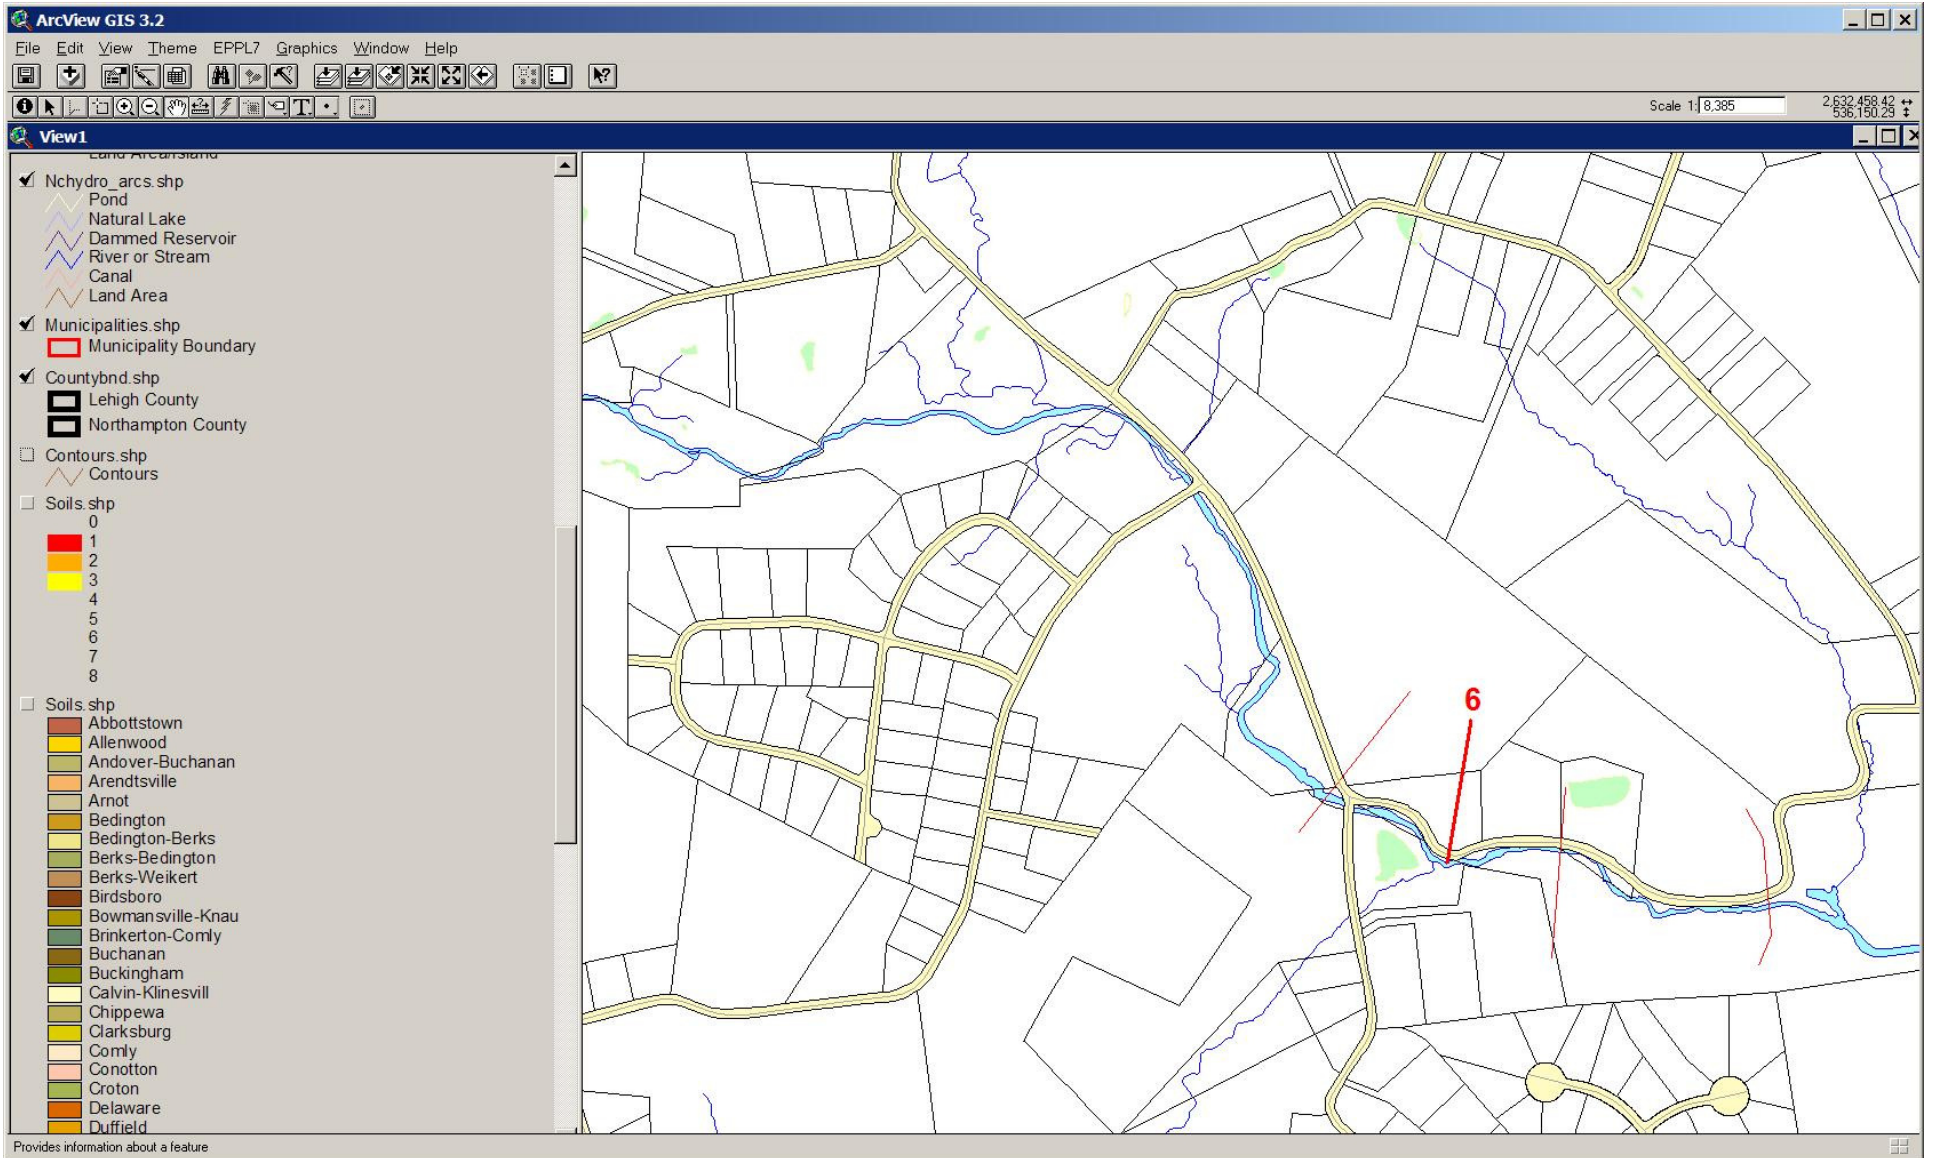 ArcView GIS 3.2
File Edit View Theme EPPL7 Graphics Window Help
Scale 1: 8,385
2,632,458.42
536,150.29
View1
Land Area/Island
Nchydro_arcs.shp
Pond
Natural Lake
Dammed Reservoir
River or Stream
Canal
Land Area
Municipalities.shp
Municipality Boundary
Countybnd.shp
Lehigh County
Northampton County
Contours.shp
Contours
Soils.shp
0
1
2
3
4
5
6
7
8
Soils.shp
Abbottstown
Allenwood
Andover-Buchanan
Arendtsville
Arnot
Bedington
Bedington-Berks
Berks-Bedington
Berks-Weikert
Birdsboro
Bowmansville-Knau
Brinkerton-Comly
Buchanan
Buckingham
Calvin-Klinesvill
Chippewa
Clarksburg
Comly
Conotton
Croton
Delaware
Duffield
6
Provides information about a feature